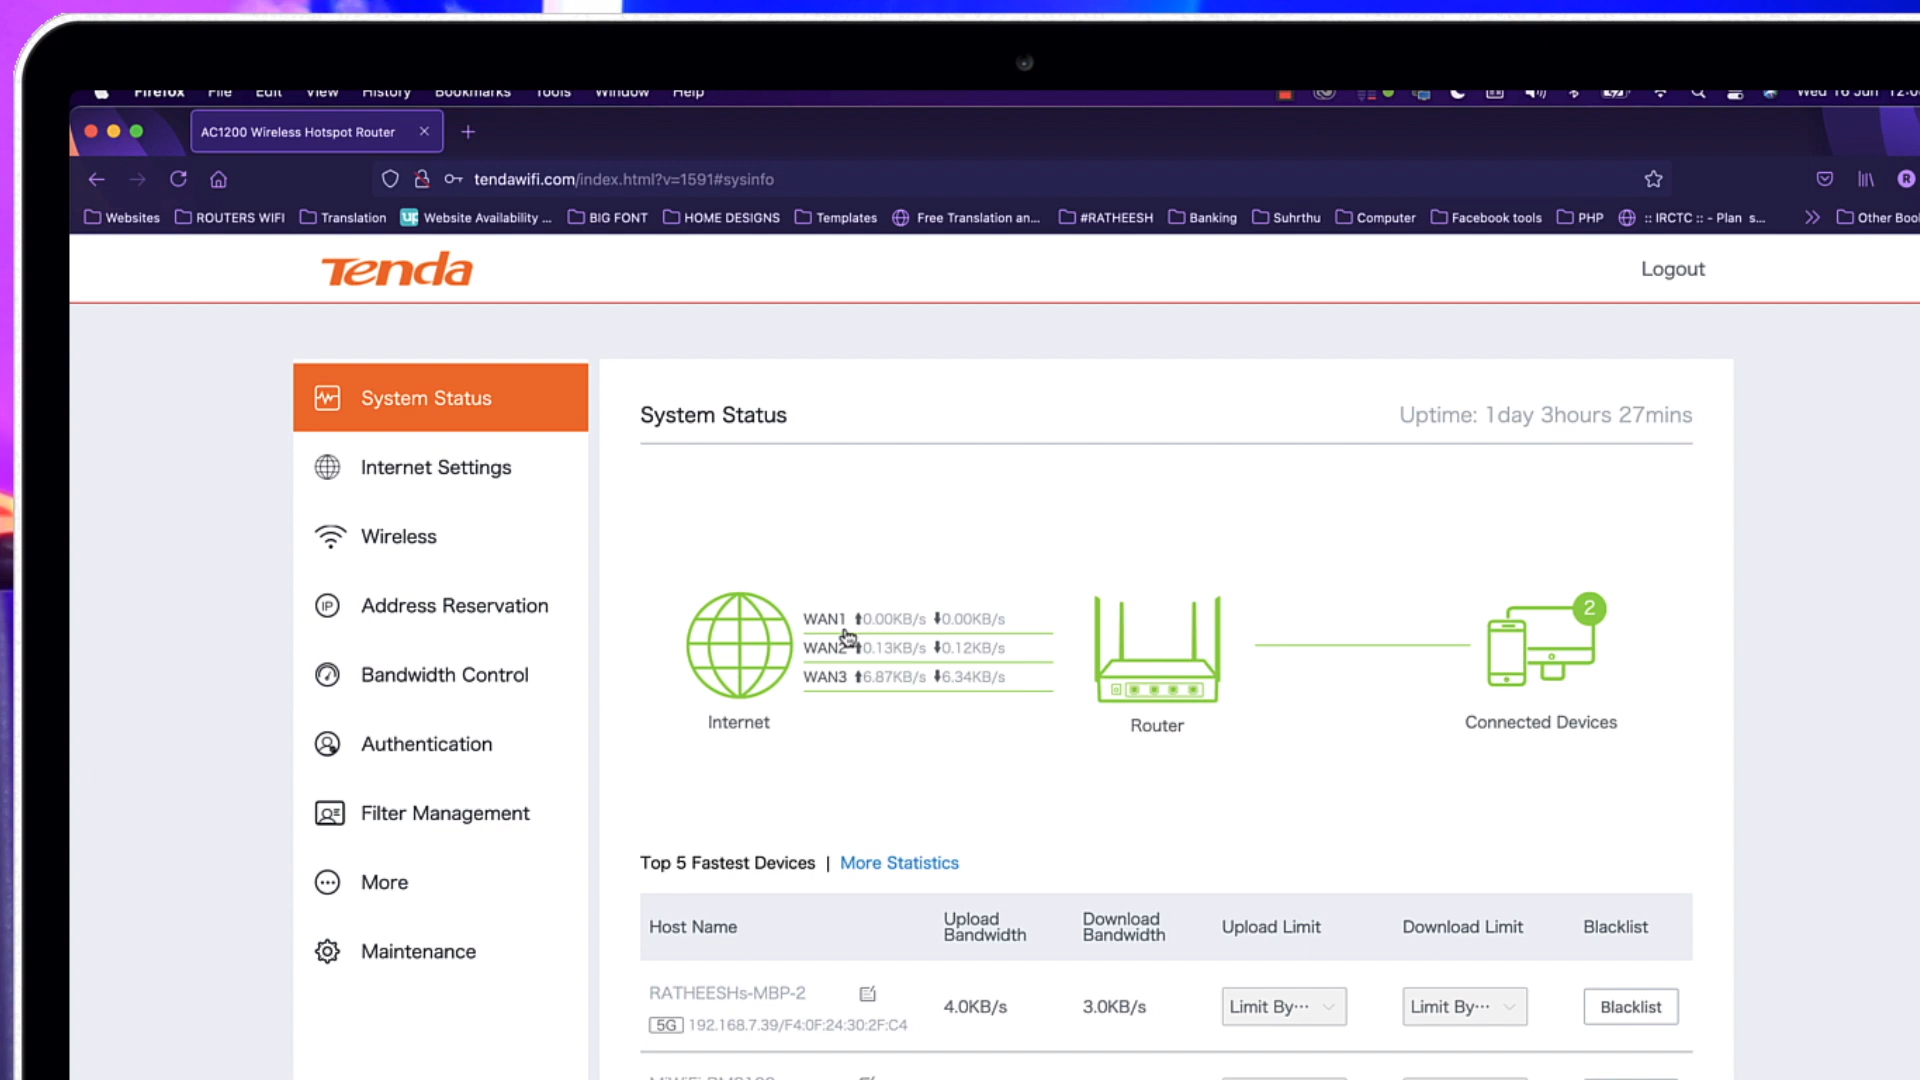 Firefox File Edit View History Bookmarks Tools Window Help Wed 16 Jun
AC1200 Wireless Hotspot Router
tendawifi.com/index.html?v=1591#sysinfo
Websites ROUTERS WIFI Translation Website Availability ... BIG FONT HOME DESIGNS Templates Free Translation an... #RATHEESH Banking Suhrthu Computer Facebook tools PHP :: IRCTC :: - Plan s... Other
Tenda
Logout
System Status
Internet Settings
Wireless
IP Address Reservation
Bandwidth Control
Authentication
Filter Management
More
Maintenance
System Status
Uptime: 1day 3hours 27mins
WAN1 0.00KB/s 0.00KB/s
WAN2 0.13KB/s 0.12KB/s
WAN3 6.87KB/s 6.34KB/s
2
Internet
Router
Connected Devices
Top 5 Fastest Devices | More Statistics
Host Name
Upload Bandwidth
Download Bandwidth
Upload Limit
Download Limit
Blacklist
RATHEESHs-MBP-2
5G 192.168.7.39/F4:0F:24:30:2F:C4
4.0KB/s
3.0KB/s
Limit By···
Limit By···
Blacklist